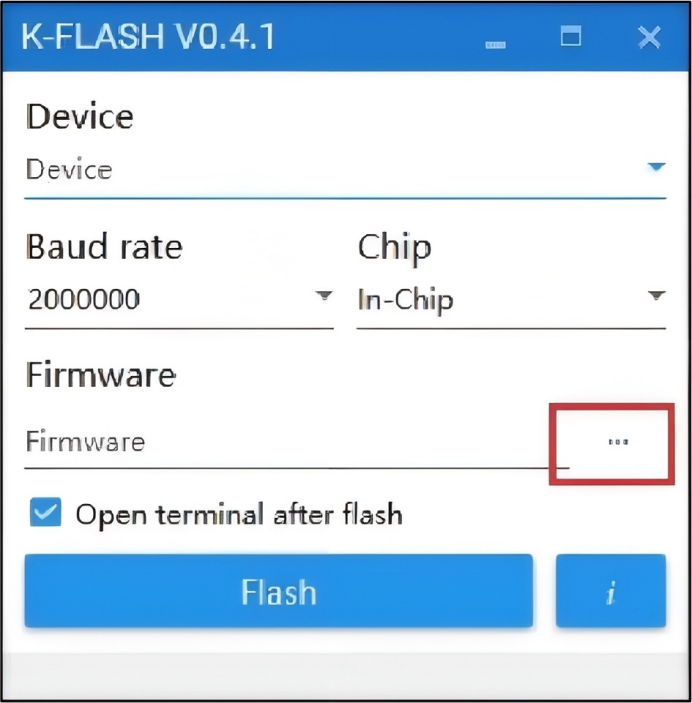 K-FLASH V0.4.1
Device
Device
Baud rate Chip
2000000 In-Chip
Firmware
Firmware ...
Open terminal after flash
Flash i